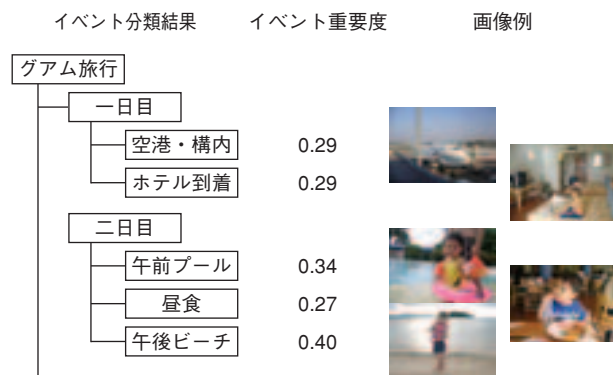 イベント分類結果 イベント重要度 画像例
グアム旅行
一日目
空港・構内 0.29
ホテル到着 0.29
二日目
午前プール 0.34
昼食 0.27
午後ビーチ 0.40